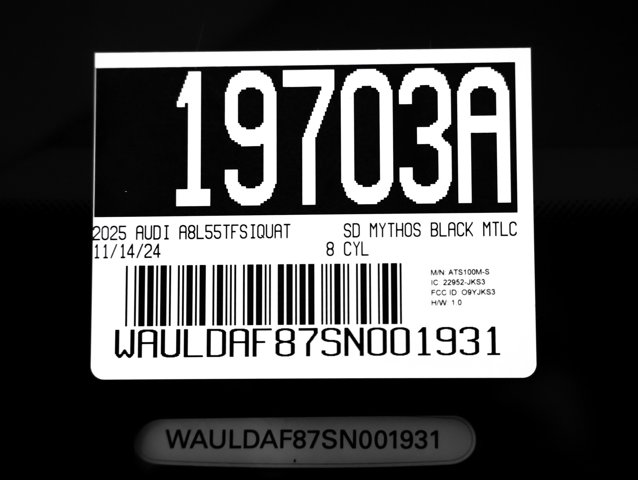 19703A
2025 AUDI A8L55TFSIQUAT SD MYTHOS BLACK MTLC
11/14/24 8 CYL
M/N: ATS100M-S
IC: 22952-JKS3
FCC ID: O9YJKS3
H/W: 1.0
WAULDAF87SN001931
WAULDAF87SN001931